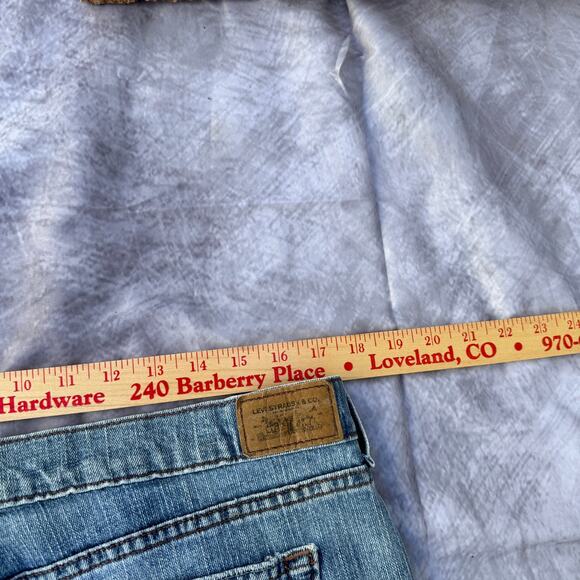 10 11 12 13 14 15 16 17 18 19 20 21 22 23 24
Hardware 240 Barberry Place • Loveland, CO • 970-
LEVI STRAUSS & CO.